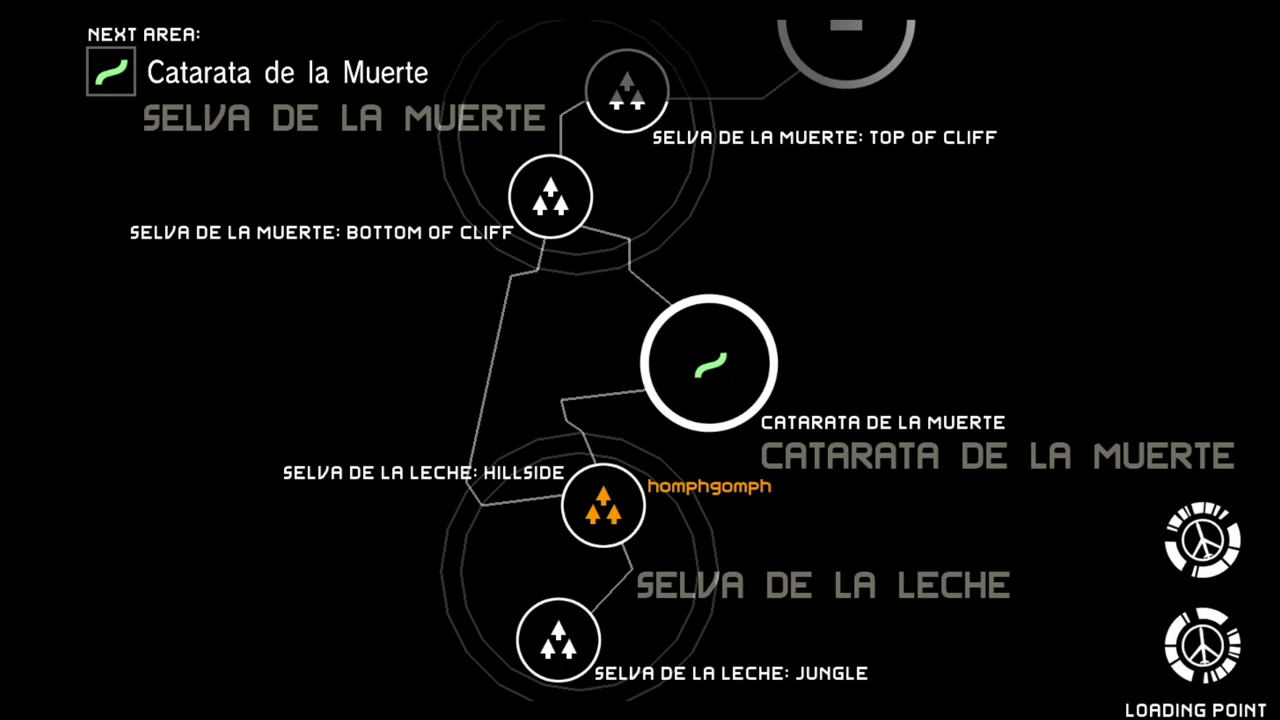 NEXT AREA:
Catarata de la Muerte
SELVA DE LA MUERTE
SELVA DE LA MUERTE: TOP OF CLIFF
SELVA DE LA MUERTE: BOTTOM OF CLIFF
CATARATA DE LA MUERTE
CATARATA DE LA MUERTE
SELVA DE LA LECHE: HILLSIDE
homphgomph
SELVA DE LA LECHE
SELVA DE LA LECHE: JUNGLE
LOADING POINT